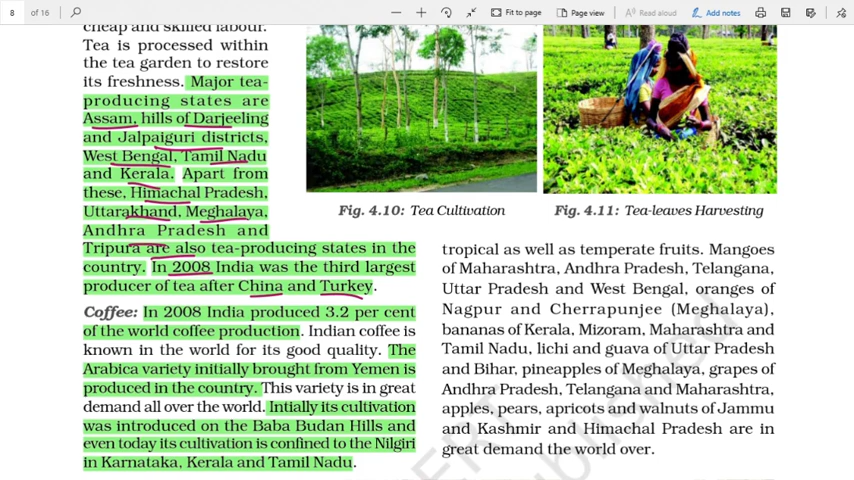 8 of 16
Fit to page
Page view
Read aloud
Add notes
cheap and skilled labour.
Tea is processed within
the tea garden to restore
its freshness. Major tea-
producing states are
Assam, hills of Darjeeling
and Jalpaiguri districts,
West Bengal, Tamil Nadu
and Kerala. Apart from
these, Himachal Pradesh,
Uttarakhand, Meghalaya,
Andhra Pradesh and
Tripura are also tea-producing states in the
country. In 2008 India was the third largest
producer of tea after China and Turkey.
Coffee: In 2008 India produced 3.2 per cent
of the world coffee production. Indian coffee is
known in the world for its good quality. The
Arabica variety initially brought from Yemen is
produced in the country. This variety is in great
demand all over the world. Intially its cultivation
was introduced on the Baba Budan Hills and
even today its cultivation is confined to the Nilgiri
in Karnataka, Kerala and Tamil Nadu.
Fig. 4.10: Tea Cultivation
Fig. 4.11: Tea-leaves Harvesting
tropical as well as temperate fruits. Mangoes
of Maharashtra, Andhra Pradesh, Telangana,
Uttar Pradesh and West Bengal, oranges of
Nagpur and Cherrapunjee (Meghalaya),
bananas of Kerala, Mizoram, Maharashtra and
Tamil Nadu, lichi and guava of Uttar Pradesh
and Bihar, pineapples of Meghalaya, grapes of
Andhra Pradesh, Telangana and Maharashtra,
apples, pears, apricots and walnuts of Jammu
and Kashmir and Himachal Pradesh are in
great demand the world over.